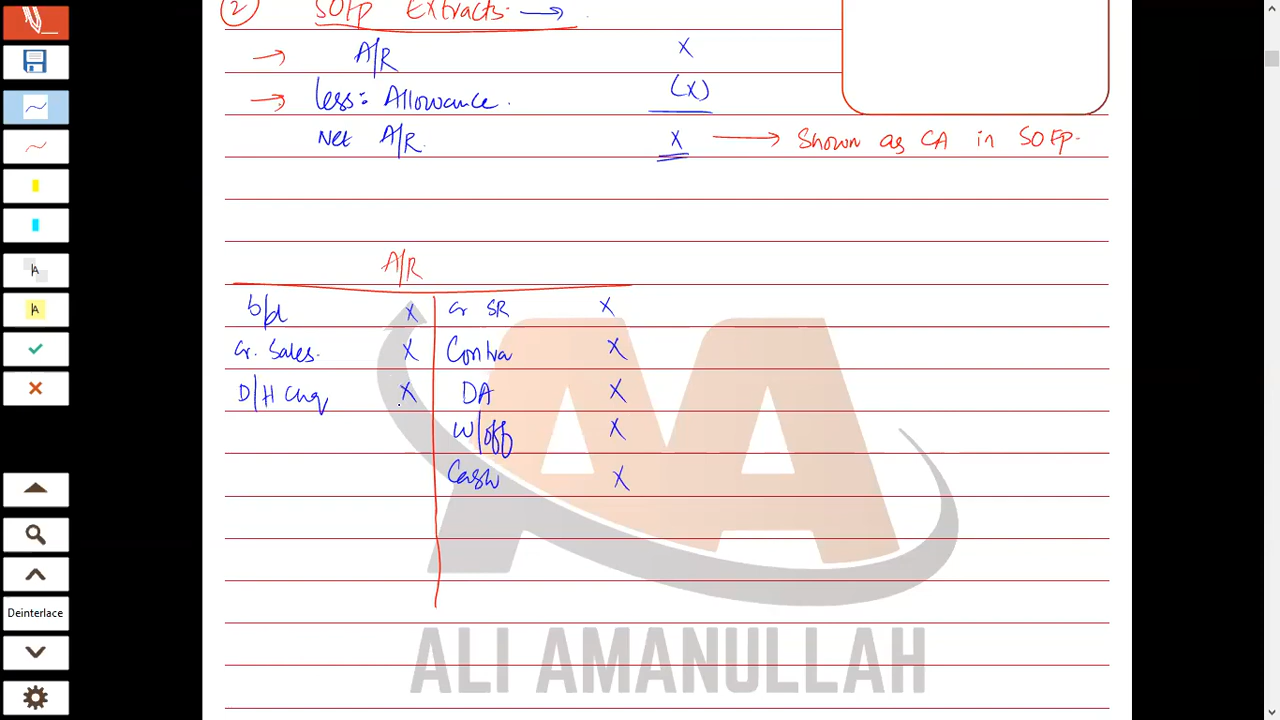 ② SOFP Extracts →
→ A/R X
→ less: Allowance. (X)
Net A/R. X → Shown as CA in SOFP.
A/R
b/d X Cr SR X
Cr. Sales. X Contra X
D/H Chq X DA X
W/off X
Cash X
ALI AMANULLAH
A
A
Deinterlace